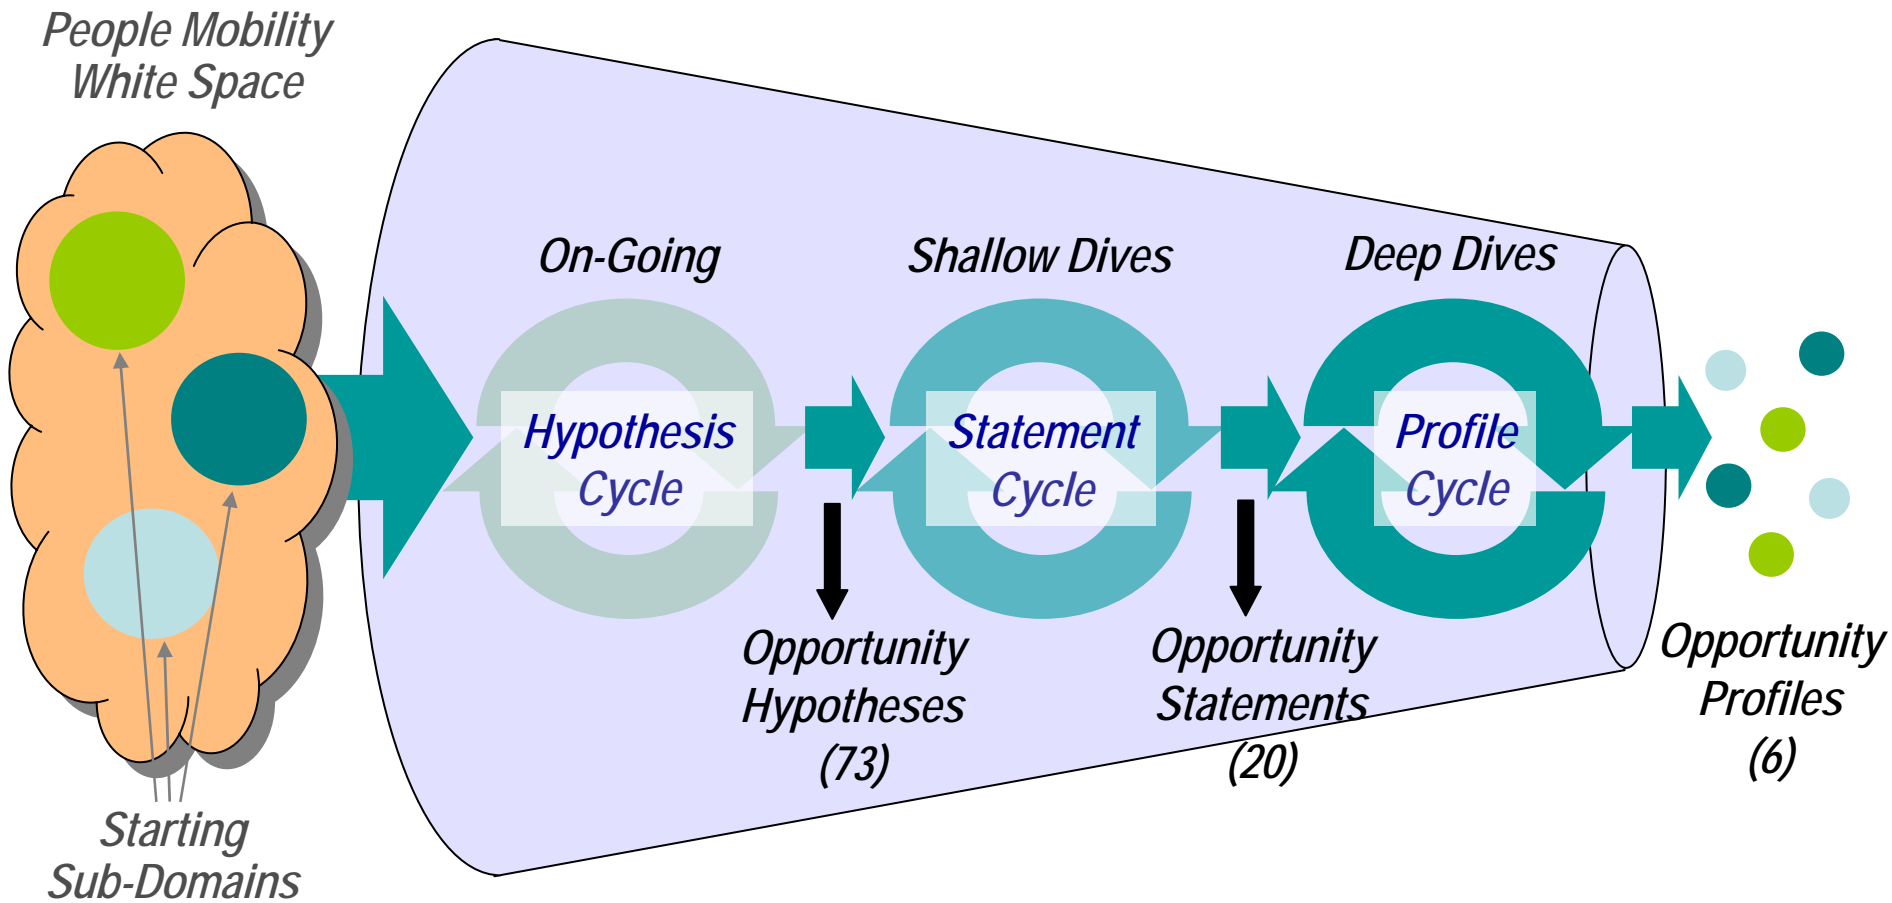 People Mobility
White Space
On-Going
Shallow Dives
Deep Dives
Hypothesis
Cycle
Statement
Cycle
Profile
Cycle
Opportunity
Hypotheses
(73)
Opportunity
Statements
(20)
Opportunity
Profiles
(6)
Starting
Sub-Domains